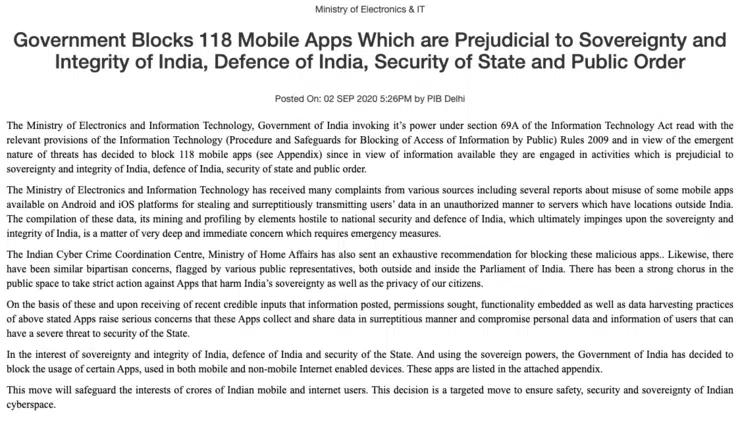 Ministry of Electronics & IT
Government Blocks 118 Mobile Apps Which are Prejudicial to Sovereignty and
Integrity of India, Defence of India, Security of State and Public Order
Posted On: 02 SEP 2020 5:26PM by PIB Delhi
The Ministry of Electronics and Information Technology, Government of India invoking it's power under section 69A of the Information Technology Act read with the
relevant provisions of the Information Technology (Procedure and Safeguards for Blocking of Access of Information by Public) Rules 2009 and in view of the emergent
nature of threats has decided to block 118 mobile apps (see Appendix) since in view of information available they are engaged in activities which is prejudicial to
sovereignty and integrity of India, defence of India, security of state and public order.
The Ministry of Electronics and Information Technology has received many complaints from various sources including several reports about misuse of some mobile apps
available on Android and iOS platforms for stealing and surreptitiously transmitting users' data in an unauthorized manner to servers which have locations outside India.
The compilation of these data, its mining and profiling by elements hostile to national security and defence of India, which ultimately impinges upon the sovereignty and
integrity of India, is a matter of very deep and immediate concern which requires emergency measures.
The Indian Cyber Crime Coordination Centre, Ministry of Home Affairs has also sent an exhaustive recommendation for blocking these malicious apps.. Likewise, there
have been similar bipartisan concerns, flagged by various public representatives, both outside and inside the Parliament of India. There has been a strong chorus in the
public space to take strict action against Apps that harm India's sovereignty as well as the privacy of our citizens.
On the basis of these and upon receiving of recent credible inputs that information posted, permissions sought, functionality embedded as well as data harvesting practices
of above stated Apps raise serious concerns that these Apps collect and share data in surreptitious manner and compromise personal data and information of users that can
have a severe threat to security of the State.
In the interest of sovereignty and integrity of India, defence of India and security of the State. And using the sovereign powers, the Government of India has decided to
block the usage of certain Apps, used in both mobile and non-mobile Internet enabled devices. These apps are listed in the attached appendix.
This move will safeguard the interests of crores of Indian mobile and internet users. This decision is a targeted move to ensure safety, security and sovereignty of Indian
cyberspace.